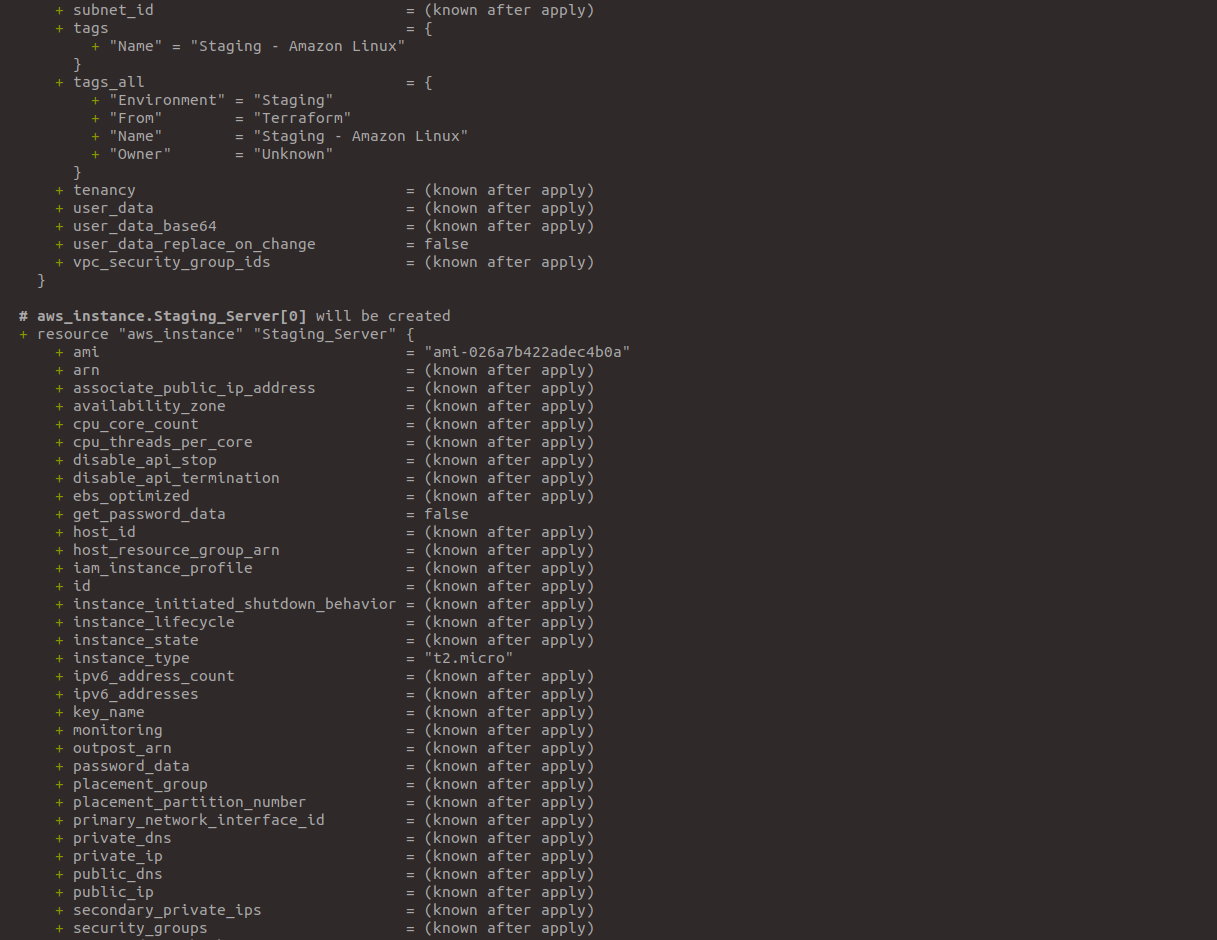 + subnet_id = (known after apply)
+ tags = {
+ "Name" = "Staging - Amazon Linux"
}
+ tags_all = {
+ "Environment" = "Staging"
+ "From" = "Terraform"
+ "Name" = "Staging - Amazon Linux"
+ "Owner" = "Unknown"
}
+ tenancy = (known after apply)
+ user_data = (known after apply)
+ user_data_base64 = (known after apply)
+ user_data_replace_on_change = false
+ vpc_security_group_ids = (known after apply)
}
# aws_instance.Staging_Server[0] will be created
+ resource "aws_instance" "Staging_Server" {
+ ami = "ami-026a7b422adec4b0a"
+ arn = (known after apply)
+ associate_public_ip_address = (known after apply)
+ availability_zone = (known after apply)
+ cpu_core_count = (known after apply)
+ cpu_threads_per_core = (known after apply)
+ disable_api_stop = (known after apply)
+ disable_api_termination = (known after apply)
+ ebs_optimized = (known after apply)
+ get_password_data = false
+ host_id = (known after apply)
+ host_resource_group_arn = (known after apply)
+ iam_instance_profile = (known after apply)
+ id = (known after apply)
+ instance_initiated_shutdown_behavior = (known after apply)
+ instance_lifecycle = (known after apply)
+ instance_state = (known after apply)
+ instance_type = "t2.micro"
+ ipv6_address_count = (known after apply)
+ ipv6_addresses = (known after apply)
+ key_name = (known after apply)
+ monitoring = (known after apply)
+ outpost_arn = (known after apply)
+ password_data = (known after apply)
+ placement_group = (known after apply)
+ placement_partition_number = (known after apply)
+ primary_network_interface_id = (known after apply)
+ private_dns = (known after apply)
+ private_ip = (known after apply)
+ public_dns = (known after apply)
+ public_ip = (known after apply)
+ secondary_private_ips = (known after apply)
+ security_groups = (known after apply)